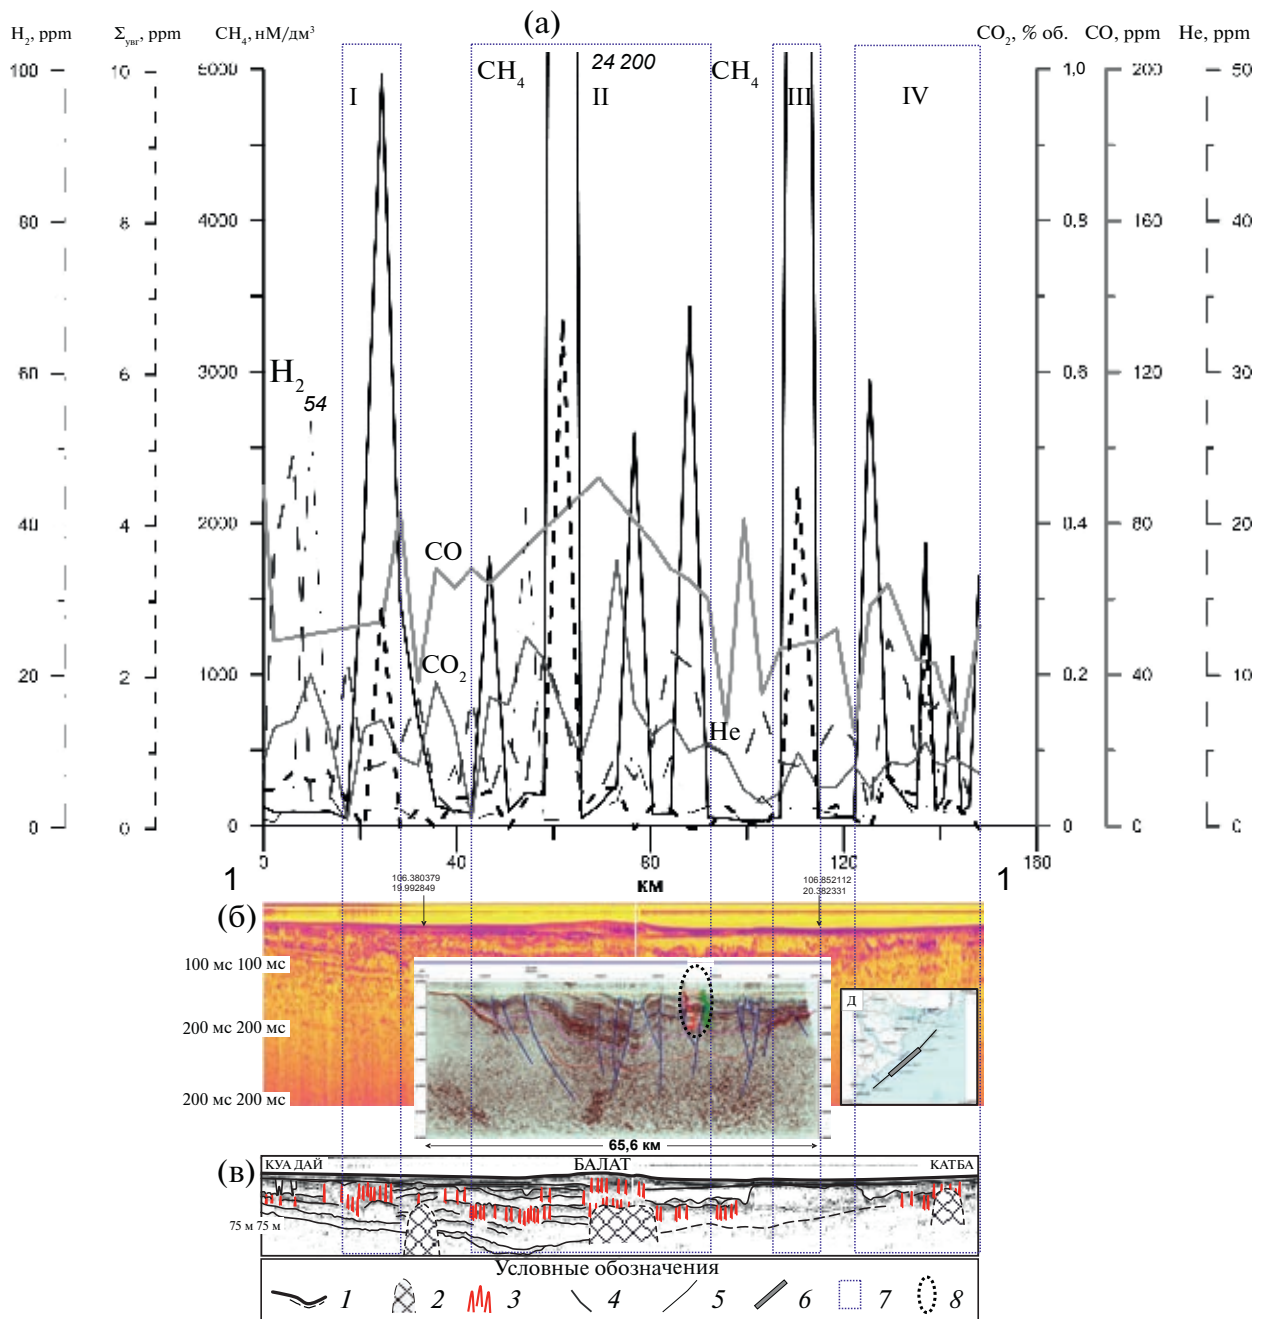 (а)
H₂, ppm Σувг, ppm CH₄, нМ/дм³ CO₂, % об. CO, ppm He, ppm
100 10 5000 CH₄ 24 200 CH₄ 1.0 200 50
I II III IV
80 8 4000 0.8 160 40
60 6 3000 0.6 120 30
H₂
54
40 4 2000 0.4 80 20
CO
CO₂
20 2 1000 0.2 40 10
He
0 0 0 0 0 0
0 40 80 120 160
км
1 1
106.380379
19.992849
106.852112
20.382331
(б)
100 мс 100 мс
200 мс 200 мс
200 мс 200 мс
Д
65,6 км
(в)
КУА ДАЙ БАЛАТ КАТБА
75 м 75 м
Условные обозначения
1 2 3 4 5 6 7 8